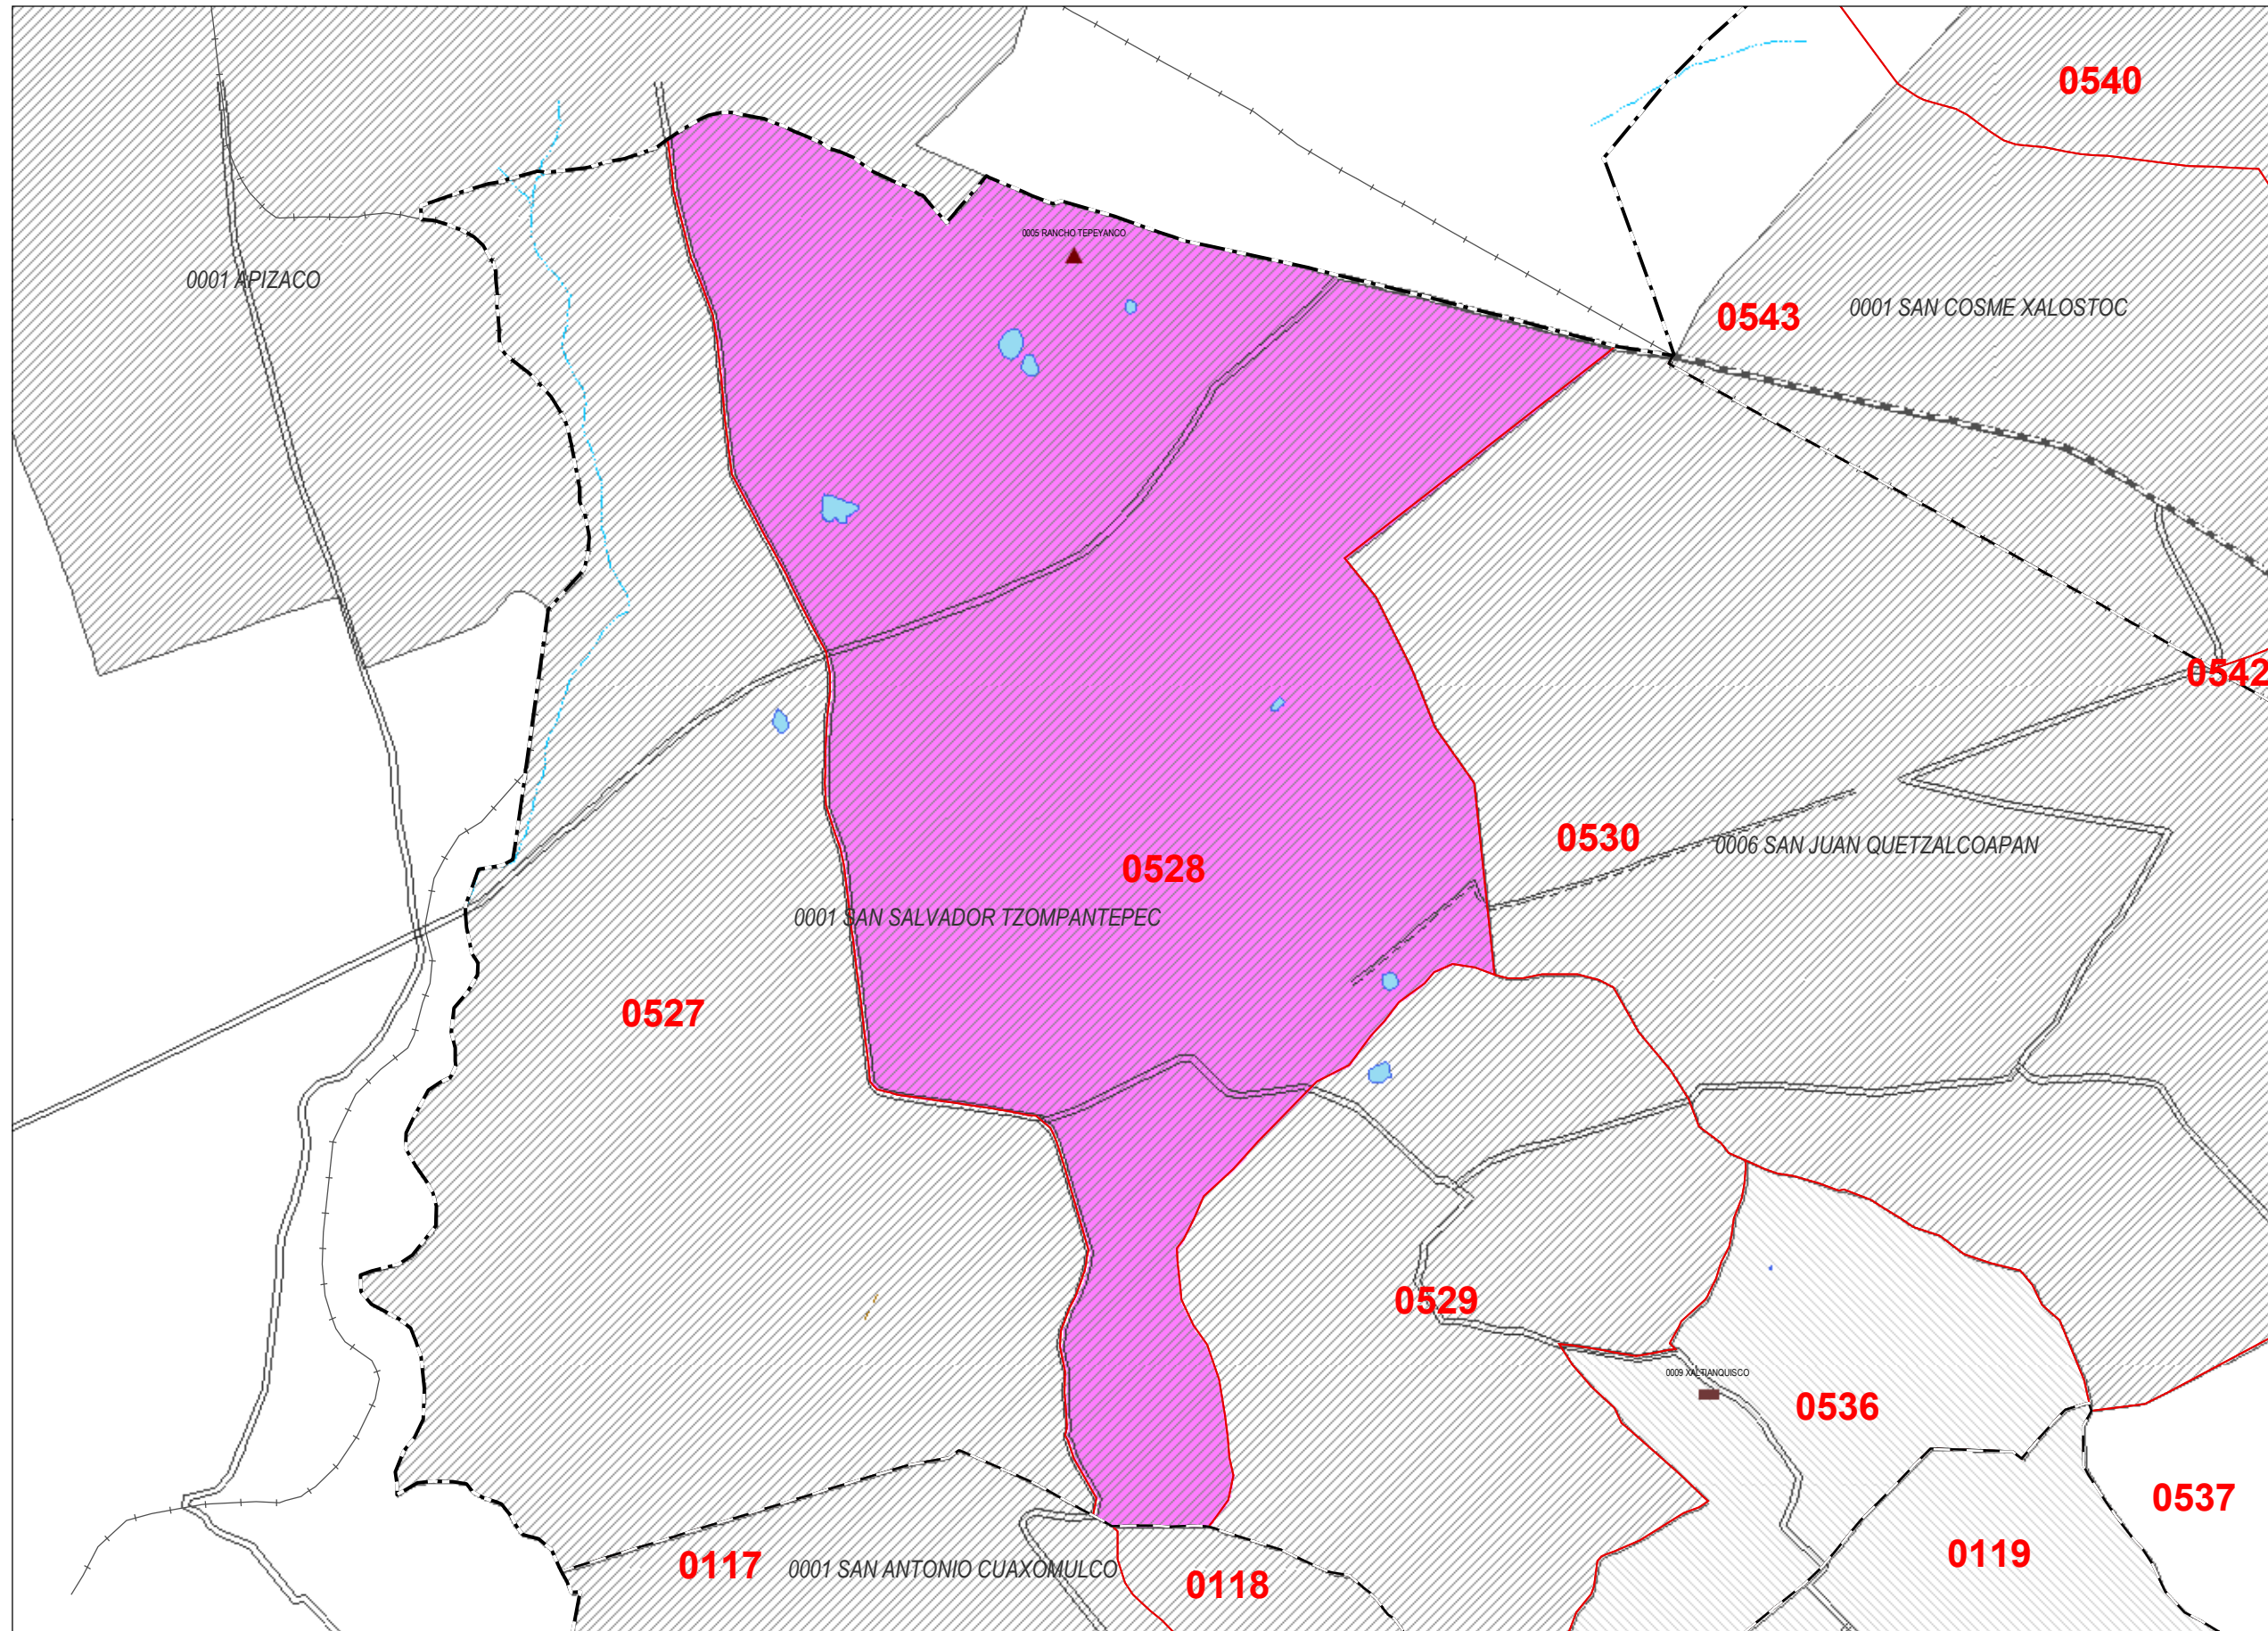 0540
0005 RANCHO TEPEYANCO
0001 APIZACO
0543
0001 SAN COSME XALOSTOC
0542
0530
0006 SAN JUAN QUETZALCOAPAN
0528
0001 SAN SALVADOR TZOMPANTEPEC
0527
0529
0009 XALTIANQUISCO
0536
0537
0119
0117
0001 SAN ANTONIO CUAXOMULCO
0118